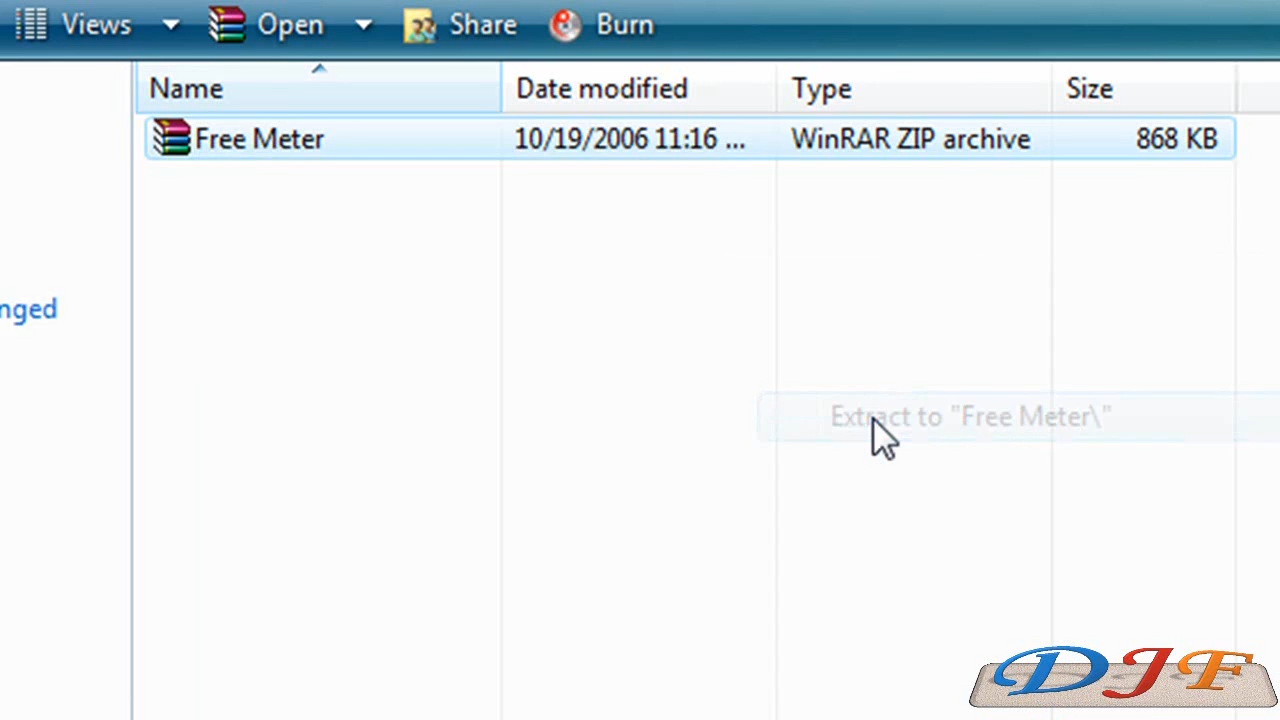 Views Open Share Burn
Name Date modified Type Size
Free Meter 10/19/2006 11:16 ... WinRAR ZIP archive 868 KB
nged
Extract to "Free Meter\"
DJF